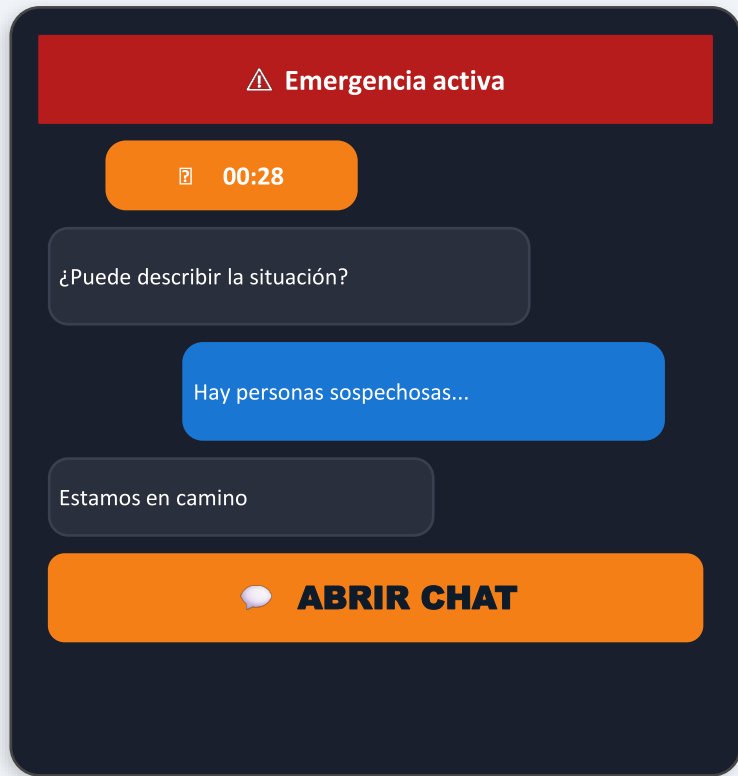 ⚠ Emergencia activa
00:28
¿Puede describir la situación?
Hay personas sospechosas...
Estamos en camino
💬 ABRIR CHAT